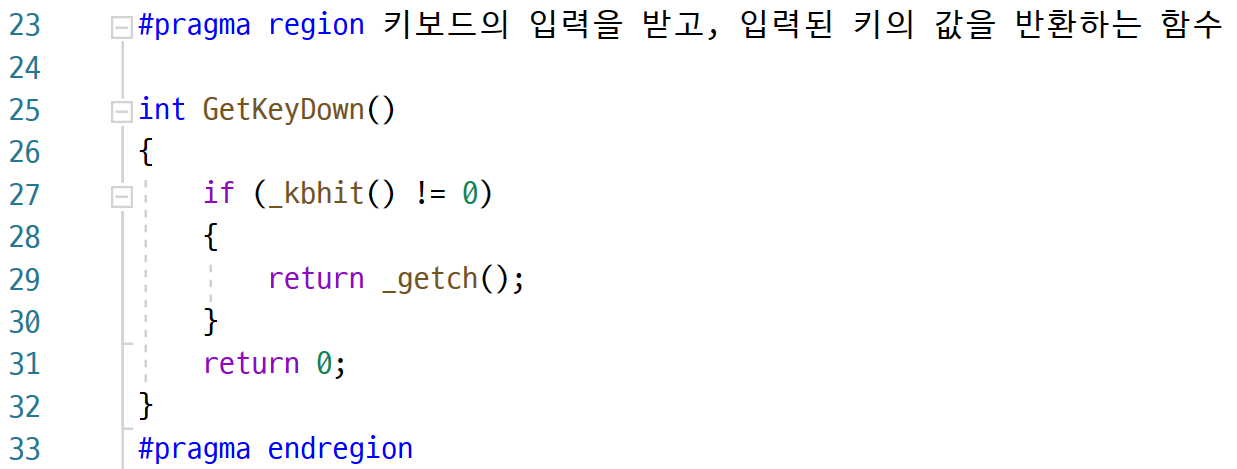 23 #pragma region 키보드의 입력을 받고, 입력된 키의 값을 반환하는 함수
24
25 int GetKeyDown()
26 {
27     if (_kbhit() != 0)
28     {
29         return _getch();
30     }
31     return 0;
32 }
33 #pragma endregion